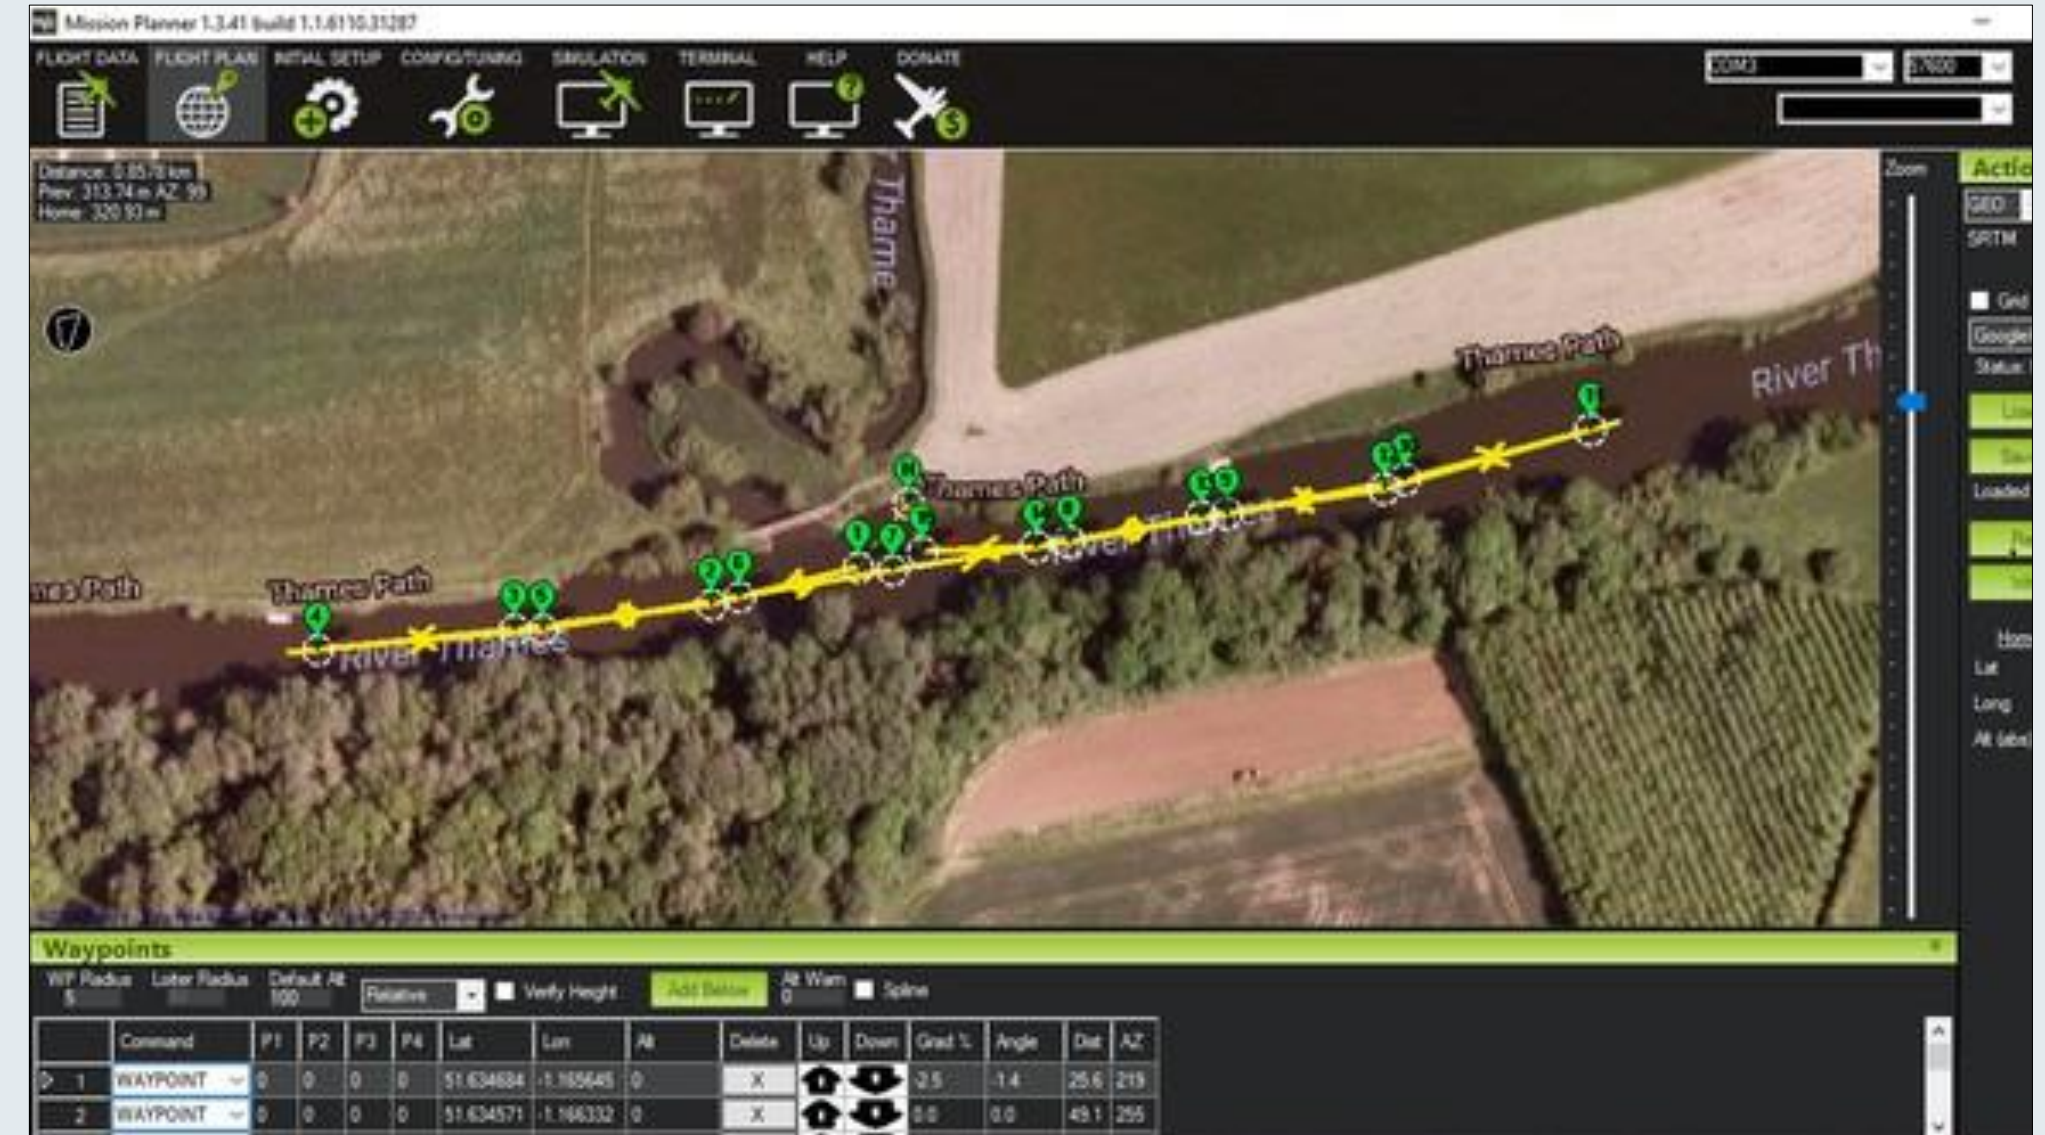 Mission Planner 1.3.41 build 1.1.6110.31287
FLIGHT DATA FLIGHT PLAN INITIAL SETUP CONFIG/TUNING SIMULATION TERMINAL HELP DONATE
COM3 57600
Distance: 0.8578 km
Prev: 313.74 m AZ: 99
Home: 320.93 m
Thame
Zoom
Actio
GEO
SRTM
Grid
Google
Status:
Thames Path
River Th
Thames Path
Loaded
mes Path
Thames Path
River Thames
River Thames
Home
Lat
Long
Alt (abs)
Waypoints
WP Radius Loiter Radius Default Alt Alt Warn
5 100 Relative Verify Height Add Below 0 Spline
Command P1 P2 P3 P4 Lat Lon Alt Delete Up Down Grad % Angle Dist AZ
1 WAYPOINT 0 0 0 0 51.634684 -1.165645 0 X -2.5 -1.4 25.6 219
2 WAYPOINT 0 0 0 0 51.634571 -1.166332 0 X 0.0 0.0 49.1 255